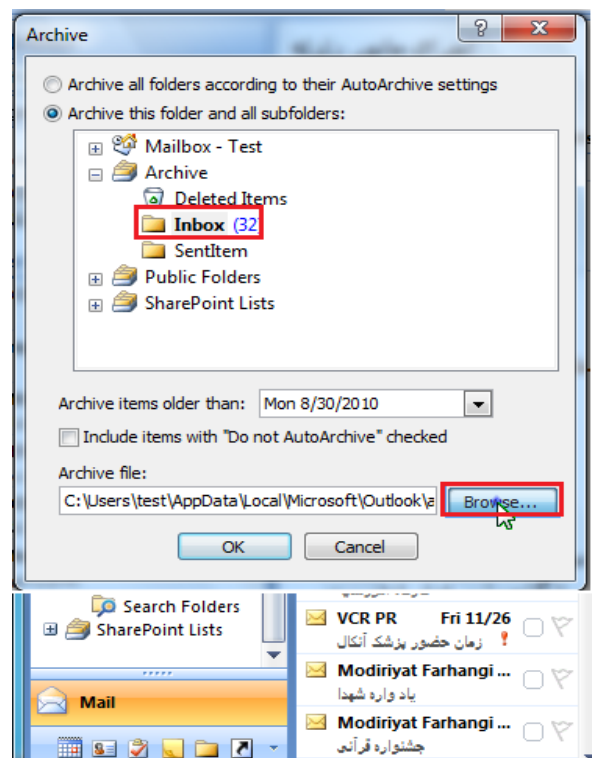 Archive
Archive all folders according to their AutoArchive settings
Archive this folder and all subfolders:
Mailbox - Test
Archive
Deleted Items
Inbox (32)
SentItem
Public Folders
SharePoint Lists
Archive items older than: Mon 8/30/2010
Include items with "Do not AutoArchive" checked
Archive file:
C:\Users\test\AppData\Local\Microsoft\Outlook\a
Browse...
OK Cancel
Search Folders
SharePoint Lists
Mail
VCR PR Fri 11/26
زمان حضور پزشک آنکال
Modiriyat Farhangi ...
یاد واره شهدا
Modiriyat Farhangi ...
جشنواره قرآنی